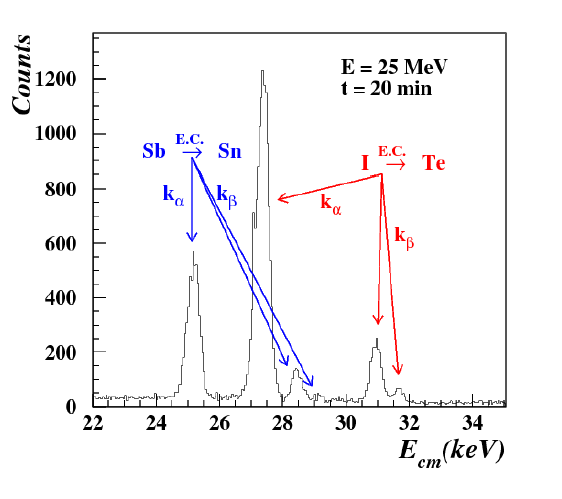 Counts
1200
1000
800
600
400
200
0
E = 25 MeV
t = 20 min
Sb E.C. → Sn
kα
kβ
I E.C. → Te
kα
kβ
22 24 26 28 30 32 34
E_cm(keV)